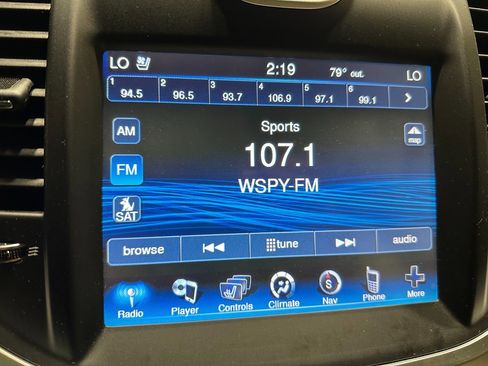 LO 2:19 79° out. LO
1 94.5 2 96.5 3 93.7 4 106.9 5 97.1 6 99.1
AM
Sports
map
107.1
FM
WSPY-FM
SAT
browse tune audio
Radio Player Controls Climate S Nav Phone More